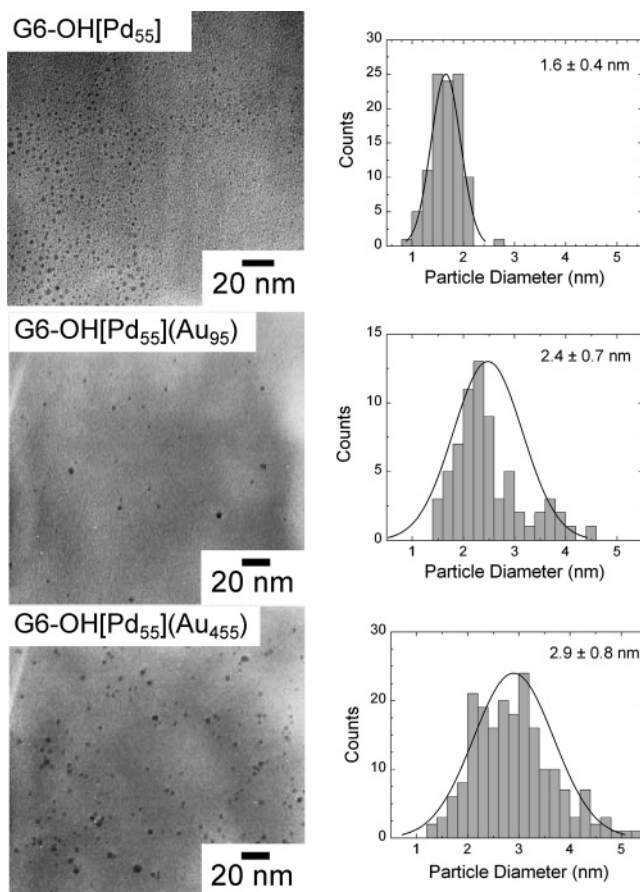 G6-OH[Pd₅₅]
20 nm
30
25
20
15
10
5
0
1.6 ± 0.4 nm
Counts
1 2 3 4 5
Particle Diameter (nm)
G6-OH[Pd₅₅](Au₉₅)
20 nm
15
10
5
0
2.4 ± 0.7 nm
Counts
1 2 3 4 5
Particle Diameter (nm)
G6-OH[Pd₅₅](Au₄₅₅)
20 nm
30
20
10
0
2.9 ± 0.8 nm
Counts
1 2 3 4 5
Particle Diameter (nm)